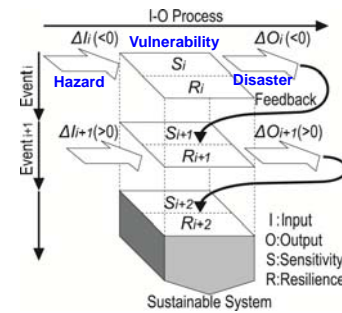 I-O Process
ΔIi(<0)
Vulnerability
ΔOi(<0)
Hazard
Si
Disaster
Ri
Feedback
Event i
ΔIi+1(>0)
Si+1
ΔOi+1(>0)
Ri+1
Event i+1
Si+2
Ri+2
I :Input
O:Output
S:Sensitivity
R:Resilience
Sustainable System